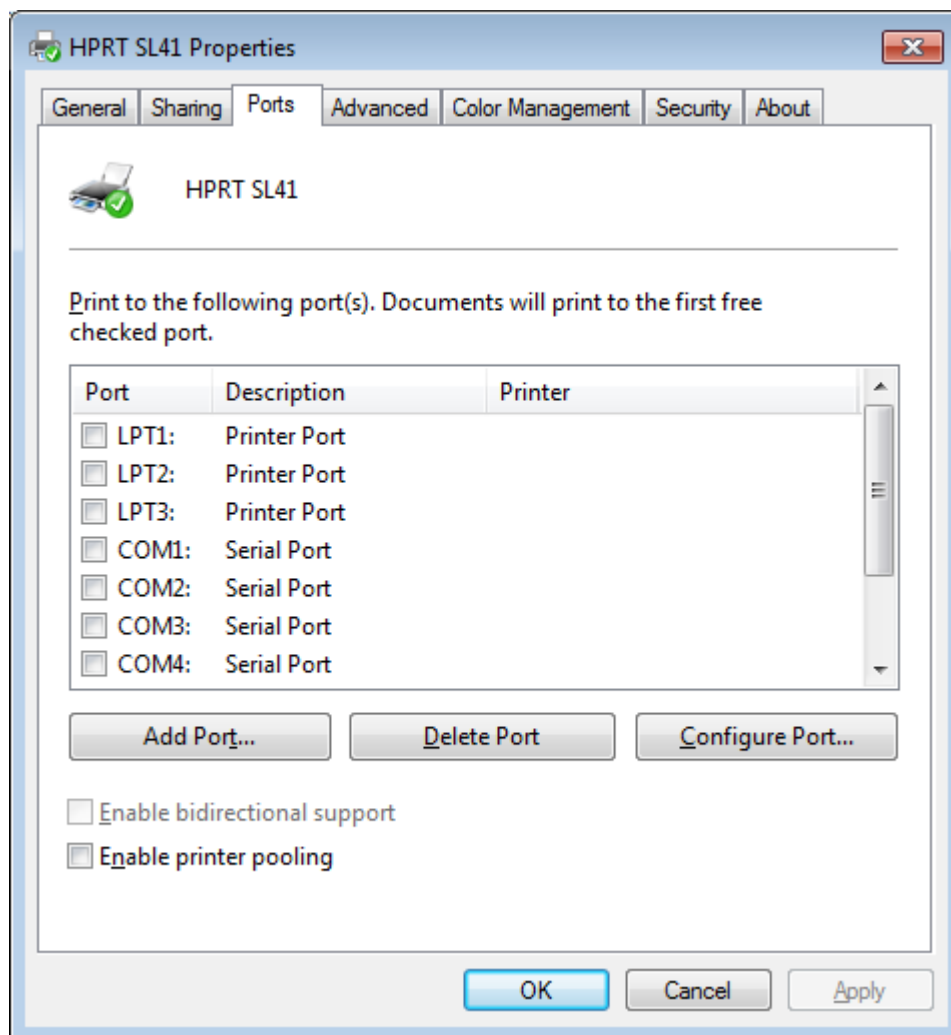 HPRT SL41 Properties
General Sharing Ports Advanced Color Management Security About
HPRT SL41
Print to the following port(s). Documents will print to the first free
checked port.
Port Description Printer
LPT1: Printer Port
LPT2: Printer Port
LPT3: Printer Port
COM1: Serial Port
COM2: Serial Port
COM3: Serial Port
COM4: Serial Port
Add Port... Delete Port Configure Port...
Enable bidirectional support
Enable printer pooling
OK Cancel Apply